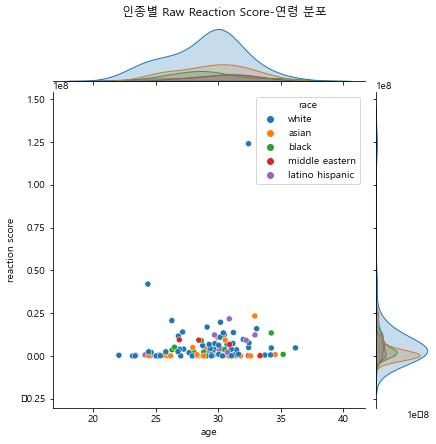 인종별 Raw Reaction Score-연령 분포
1e8
1e8
race
white
asian
black
middle eastern
latino hispanic
1.50
1.25
1.00
0.75
0.50
0.25
0.00
□0.25
reaction score
20
25
30
35
40
age
1e□8